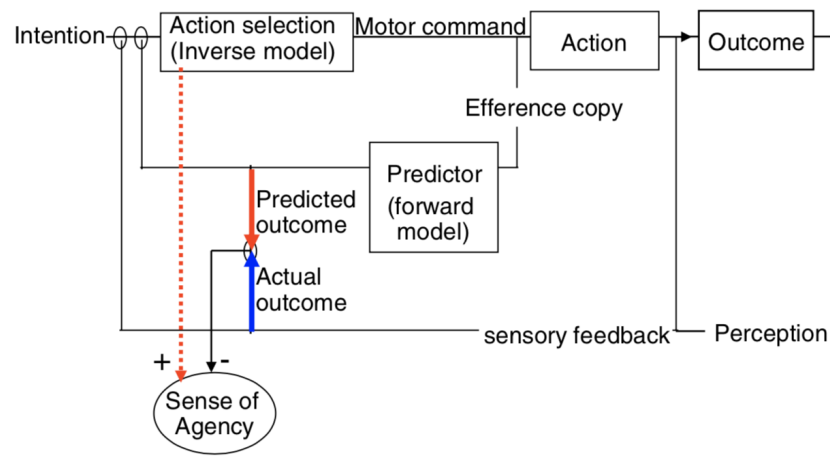 Intention
Action selection
(Inverse model)
Motor command
Action
Outcome
Efference copy
Predictor
(forward
model)
Predicted
outcome
Actual
outcome
sensory feedback
Perception
+
-
Sense of
Agency